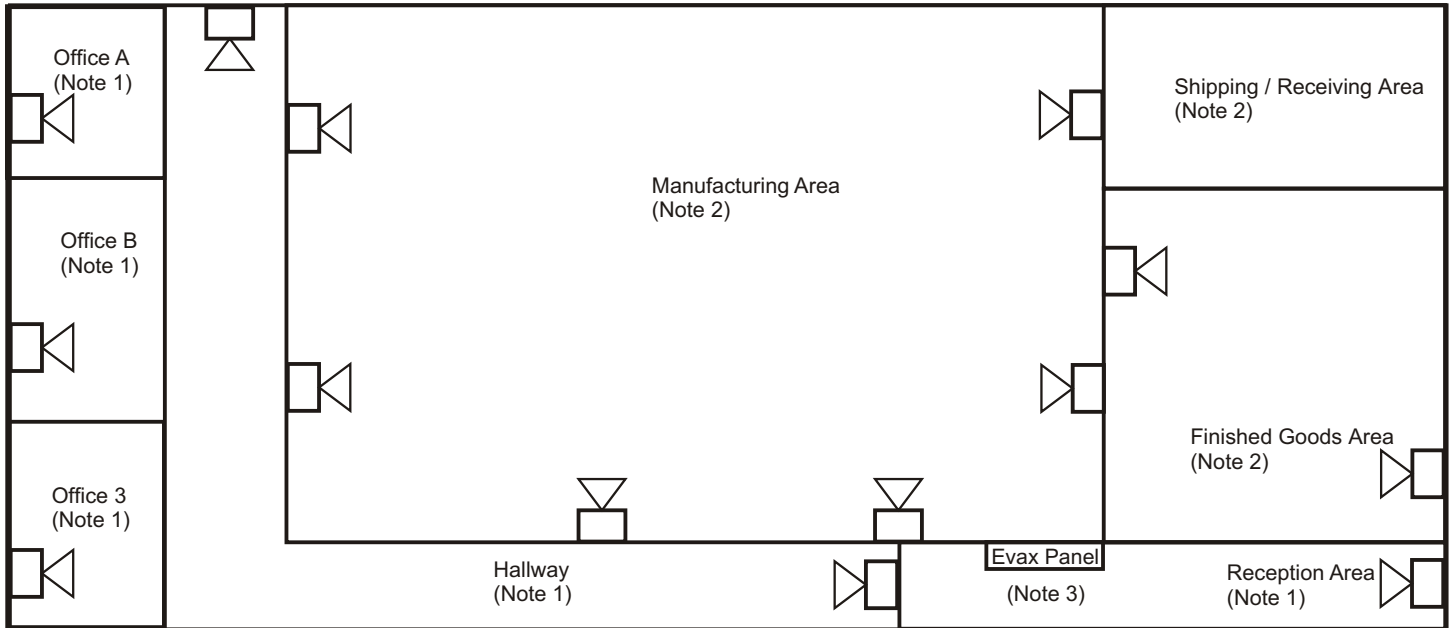 Office A
(Note 1)
Shipping / Receiving Area
(Note 2)
Manufacturing Area
(Note 2)
Office B
(Note 1)
Finished Goods Area
(Note 2)
Office 3
(Note 1)
Hallway
(Note 1)
Evax Panel
(Note 3)
Reception Area
(Note 1)